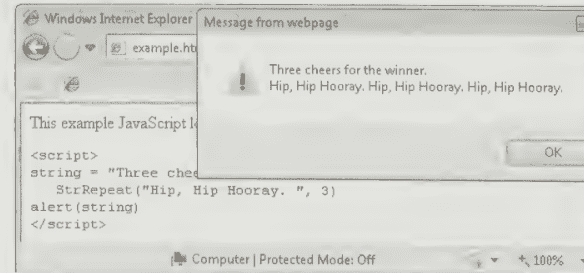 Windows Internet Explorer
Message from webpage
example.ht
Three cheers for the winner.
Hip, Hip Hooray. Hip, Hip Hooray. Hip, Hip Hooray.
OK
This example JavaScript l
<script>
string = "Three chee
StrRepeat("Hip, Hip Hooray. ", 3)
alert(string)
</script>
Computer | Protected Mode: Off
100%